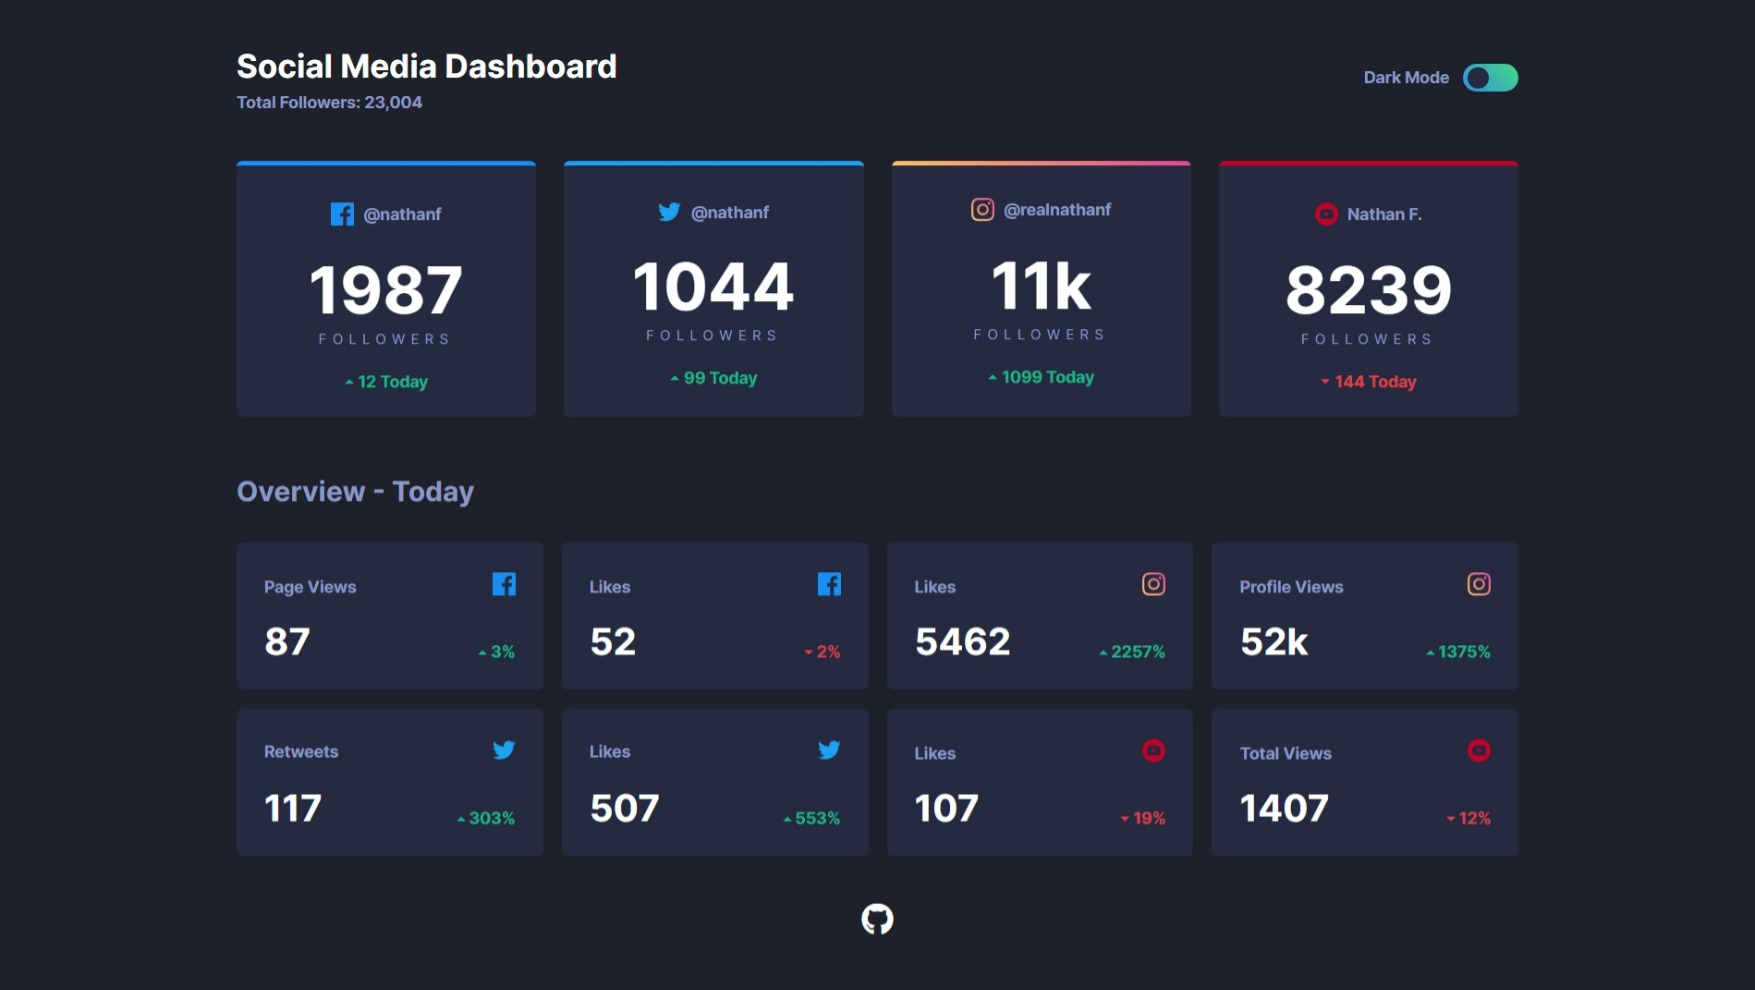 Social Media Dashboard
Total Followers: 23,004
Dark Mode
@nathanf
1987
FOLLOWERS
12 Today
@nathanf
1044
FOLLOWERS
99 Today
@realnathanf
11k
FOLLOWERS
1099 Today
Nathan F.
8239
FOLLOWERS
144 Today
Overview - Today
Page Views
87
3%
Likes
52
2%
Likes
5462
2257%
Profile Views
52k
1375%
Retweets
117
303%
Likes
507
553%
Likes
107
19%
Total Views
1407
12%